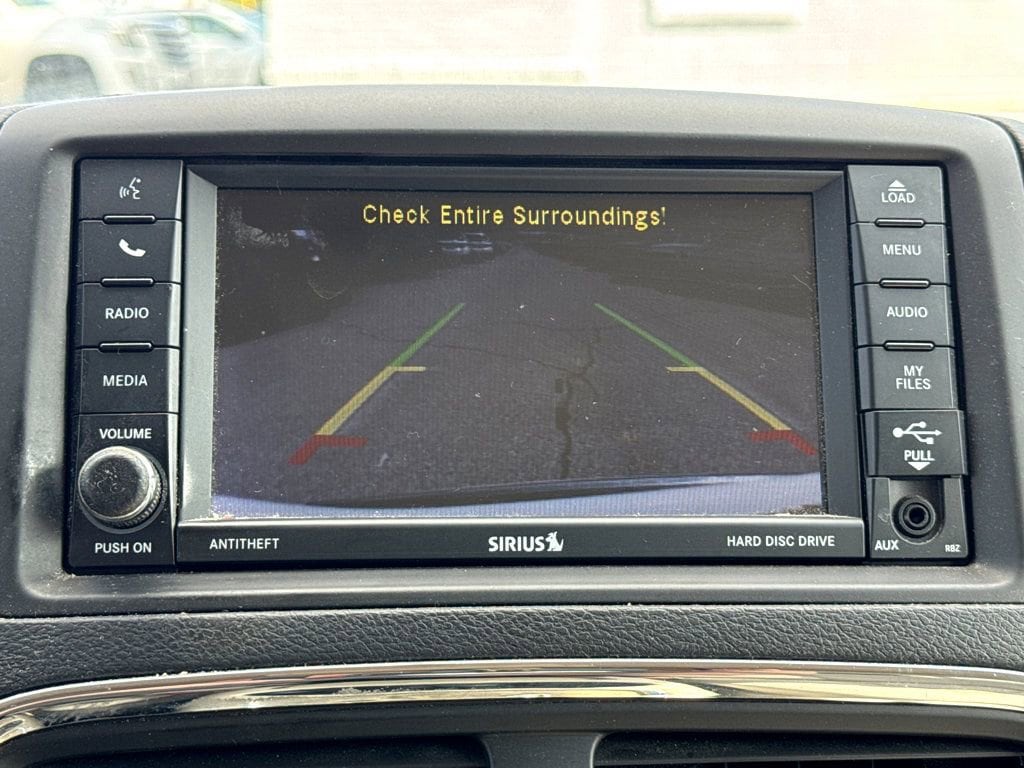 Check Entire Surroundings!
RADIO
MEDIA
VOLUME
PUSH ON
LOAD
MENU
AUDIO
MY
FILES
PULL
AUX
RBZ
ANTITHEFT
SIRIUS
HARD DISC DRIVE